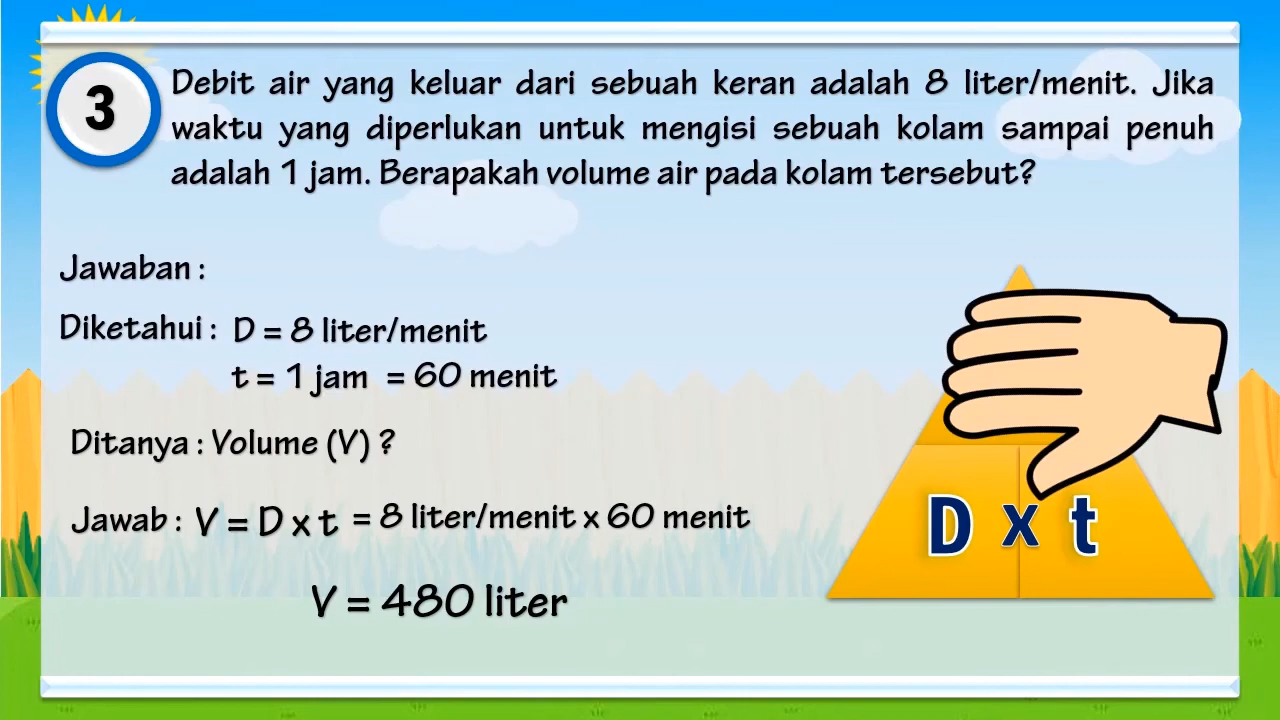 3
Debit air yang keluar dari sebuah keran adalah 8 liter/menit. Jika
waktu yang diperlukan untuk mengisi sebuah kolam sampai penuh
adalah 1 jam. Berapakah volume air pada kolam tersebut?
Jawaban :
Diketahui : D = 8 liter/menit
t = 1 jam = 60 menit
Ditanya : Volume (V) ?
Jawab : V = D x t = 8 liter/menit x 60 menit
V = 480 liter
D x t